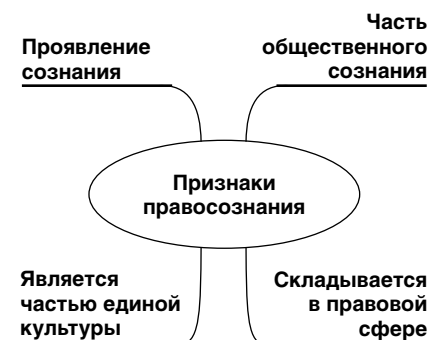 Проявление
сознания
Часть
общественного
сознания
Признаки
правосознания
Является
частью единой
культуры
Складывается
в правовой
сфере